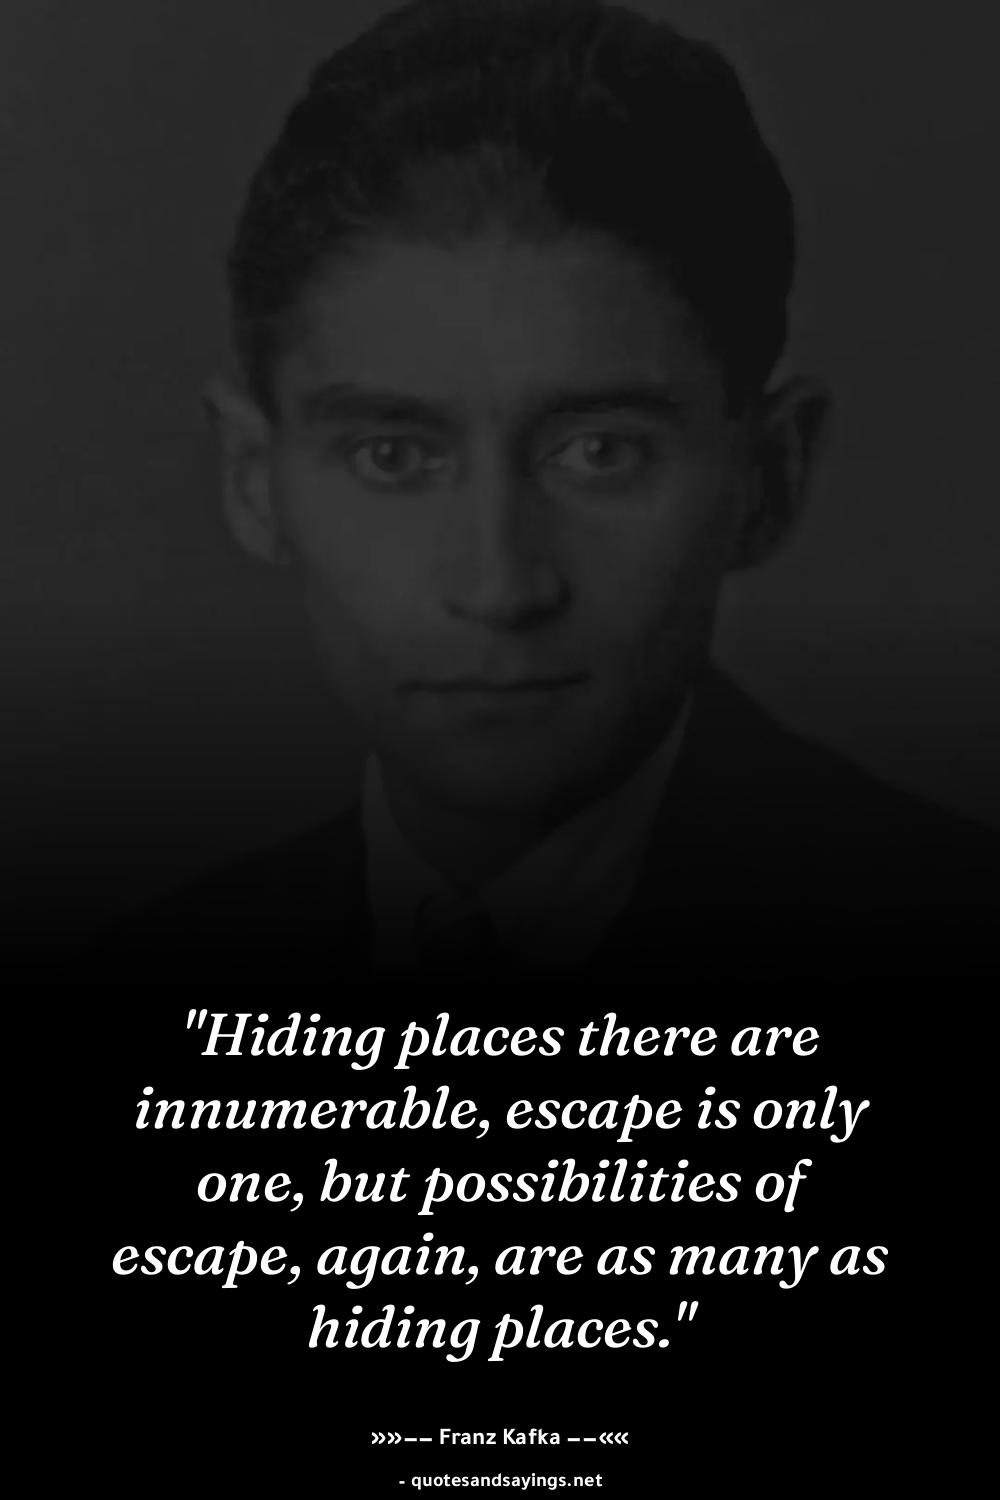 "Hiding places there are
innumerable, escape is only
one, but possibilities of
escape, again, are as many as
hiding places."
»»−− Franz Kafka −−««
- quotesandsayings.net